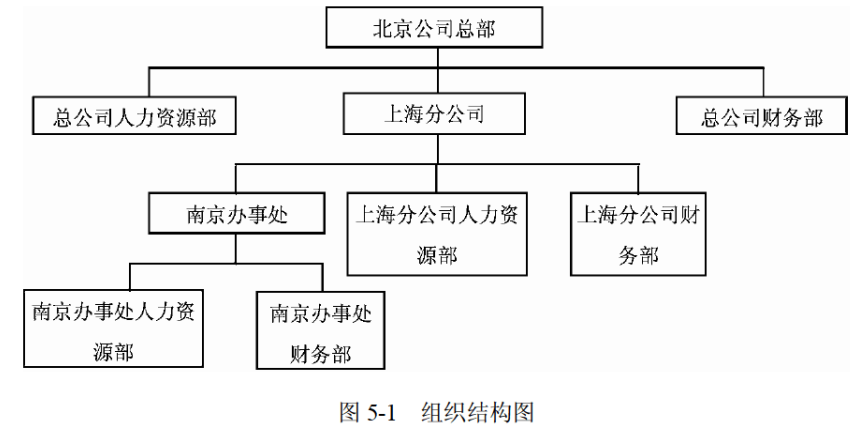 北京公司总部
总公司人力资源部
上海分公司
总公司财务部
南京办事处
上海分公司人力资
源部
上海分公司财
务部
南京办事处人力资
源部
南京办事处
财务部
图 5-1 组织结构图